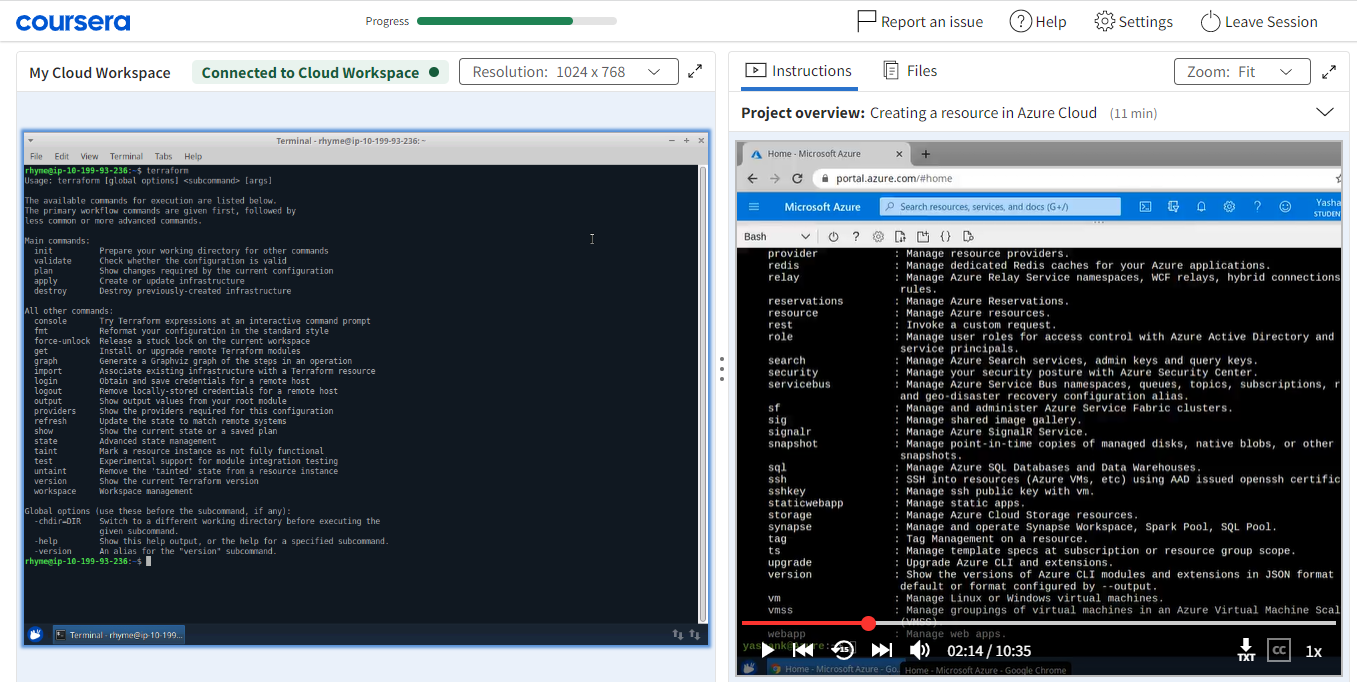 coursera
Progress
Report an issue
Help
Settings
Leave Session
My Cloud Workspace
Connected to Cloud Workspace
Resolution: 1024 x 768
Terminal - rhyme@ip-10-199-93-236: ~
File Edit View Terminal Tabs Help
rhyme@ip-10-199-93-236:~$ terraform
Usage: terraform [global options] <subcommand> [args]
The available commands for execution are listed below.
The primary workflow commands are given first, followed by
less common or more advanced commands.
Main commands:
init Prepare your working directory for other commands
validate Check whether the configuration is valid
plan Show changes required by the current configuration
apply Create or update infrastructure
destroy Destroy previously-created infrastructure
All other commands:
console Try Terraform expressions at an interactive command prompt
fmt Reformat your configuration in the standard style
force-unlock Release a stuck lock on the current workspace
get Install or upgrade remote Terraform modules
graph Generate a Graphviz graph of the steps in an operation
import Associate existing infrastructure with a Terraform resource
login Obtain and save credentials for a remote host
logout Remove locally-stored credentials for a remote host
output Show output values from your root module
providers Show the providers required for this configuration
refresh Update the state to match remote systems
show Show the current state or a saved plan
state Advanced state management
taint Mark a resource instance as not fully functional
test Experimental support for module integration testing
untaint Remove the 'tainted' state from a resource instance
version Show the current Terraform version
workspace Workspace management
Global options (use these before the subcommand, if any):
-chdir=DIR Switch to a different working directory before executing the
given subcommand.
-help Show this help output, or the help for a specified subcommand.
-version An alias for the "version" subcommand.
rhyme@ip-10-199-93-236:~$
Terminal - rhyme@ip-10-199...
Instructions
Files
Zoom: Fit
Project overview: Creating a resource in Azure Cloud (11 min)
Home - Microsoft Azure
portal.azure.com/#home
Microsoft Azure
Search resources, services, and docs (G+/)
Yasha
STUDEN
Bash
provider : Manage resource providers.
redis : Manage dedicated Redis caches for your Azure applications.
relay : Manage Azure Relay Service namespaces, WCF relays, hybrid connections
rules.
reservations : Manage Azure Reservations.
resource : Manage Azure resources.
rest : Invoke a custom request.
role : Manage user roles for access control with Azure Active Directory and
service principals.
search : Manage Azure Search services, admin keys and query keys.
security : Manage your security posture with Azure Security Center.
servicebus : Manage Azure Service Bus namespaces, queues, topics, subscriptions, r
and geo-disaster recovery configuration alias.
sf : Manage and administer Azure Service Fabric clusters.
sig : Manage shared image gallery.
signalr : Manage Azure SignalR Service.
snapshot : Manage point-in-time copies of managed disks, native blobs, or other
snapshots.
sql : Manage Azure SQL Databases and Data Warehouses.
ssh : SSH into resources (Azure VMs, etc) using AAD issued openssh certific
sshkey : Manage ssh public key with vm.
staticwebapp : Manage static apps.
storage : Manage Azure Cloud Storage resources.
synapse : Manage and operate Synapse Workspace, Spark Pool, SQL Pool.
tag : Tag Management on a resource.
ts : Manage template specs at subscription or resource group scope.
upgrade : Upgrade Azure CLI and extensions.
version : Show the versions of Azure CLI modules and extensions in JSON format
default or format configured by --output.
vm : Manage Linux or Windows virtual machines.
vmss : Manage groupings of virtual machines in an Azure Virtual Machine Scal
(VMSS).
webapp : Manage web apps.
15
02:14 / 10:35
TXT
CC
1x
Home - Microsoft Azure - Go...
Home - Microsoft Azure - Google Chrome